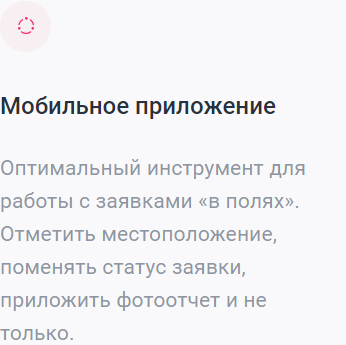 Мобильное приложение
Оптимальный инструмент для
работы с заявками «в полях».
Отметить местоположение,
поменять статус заявки,
приложить фотоотчет и не
только.